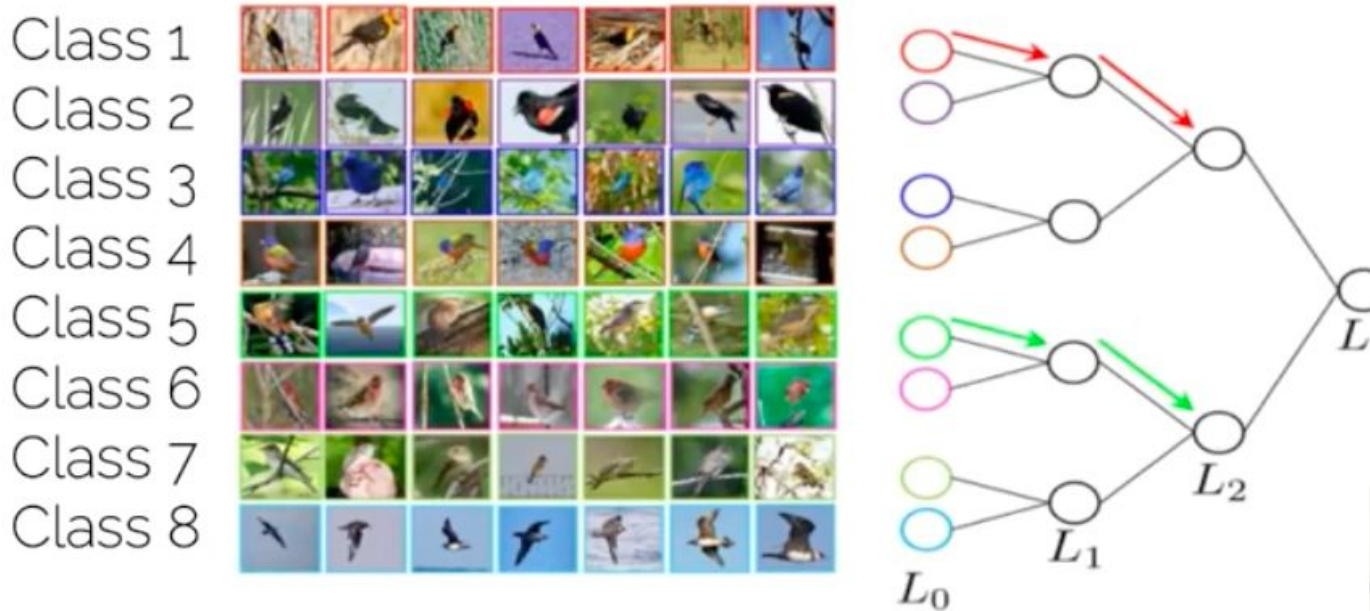 Class 1
Class 2
Class 3
Class 4
Class 5
Class 6
Class 7
Class 8
L₀
L₁
L₂
L